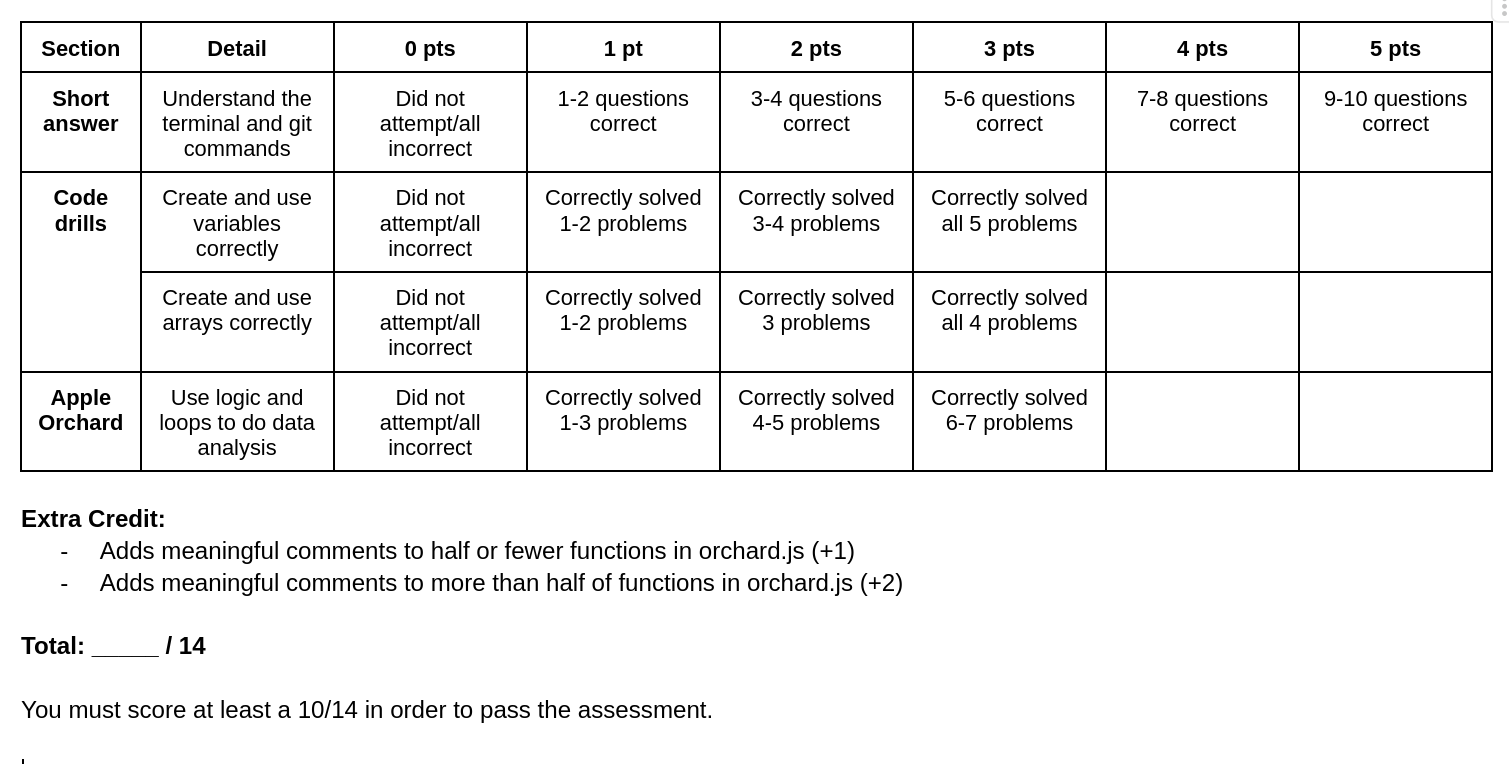 Section Detail 0 pts 1 pt 2 pts 3 pts 4 pts 5 pts
Short answer
Understand the terminal and git commands
Did not attempt/all incorrect
1-2 questions correct
3-4 questions correct
5-6 questions correct
7-8 questions correct
9-10 questions correct
Code drills
Create and use variables correctly
Did not attempt/all incorrect
Correctly solved 1-2 problems
Correctly solved 3-4 problems
Correctly solved all 5 problems
Create and use arrays correctly
Did not attempt/all incorrect
Correctly solved 1-2 problems
Correctly solved 3 problems
Correctly solved all 4 problems
Apple Orchard
Use logic and loops to do data analysis
Did not attempt/all incorrect
Correctly solved 1-3 problems
Correctly solved 4-5 problems
Correctly solved 6-7 problems
Extra Credit:
- Adds meaningful comments to half or fewer functions in orchard.js (+1)
- Adds meaningful comments to more than half of functions in orchard.js (+2)
Total: _____ / 14
You must score at least a 10/14 in order to pass the assessment.